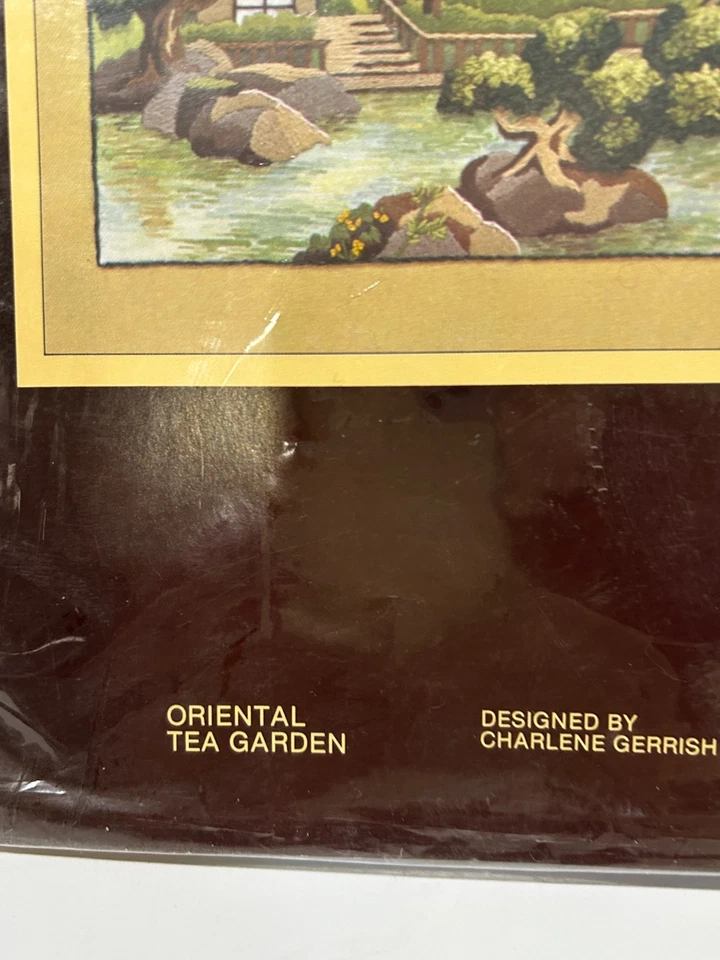 ORIENTAL
TEA GARDEN
DESIGNED BY
CHARLENE GERRISH